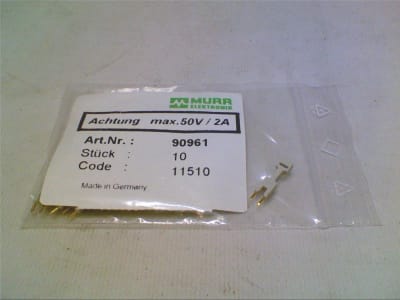 MURR
ELEKTRONIK
Achtung max.50V / 2A
Art.Nr. : 90961
Stück : 10
Code : 11510
Made in Germany